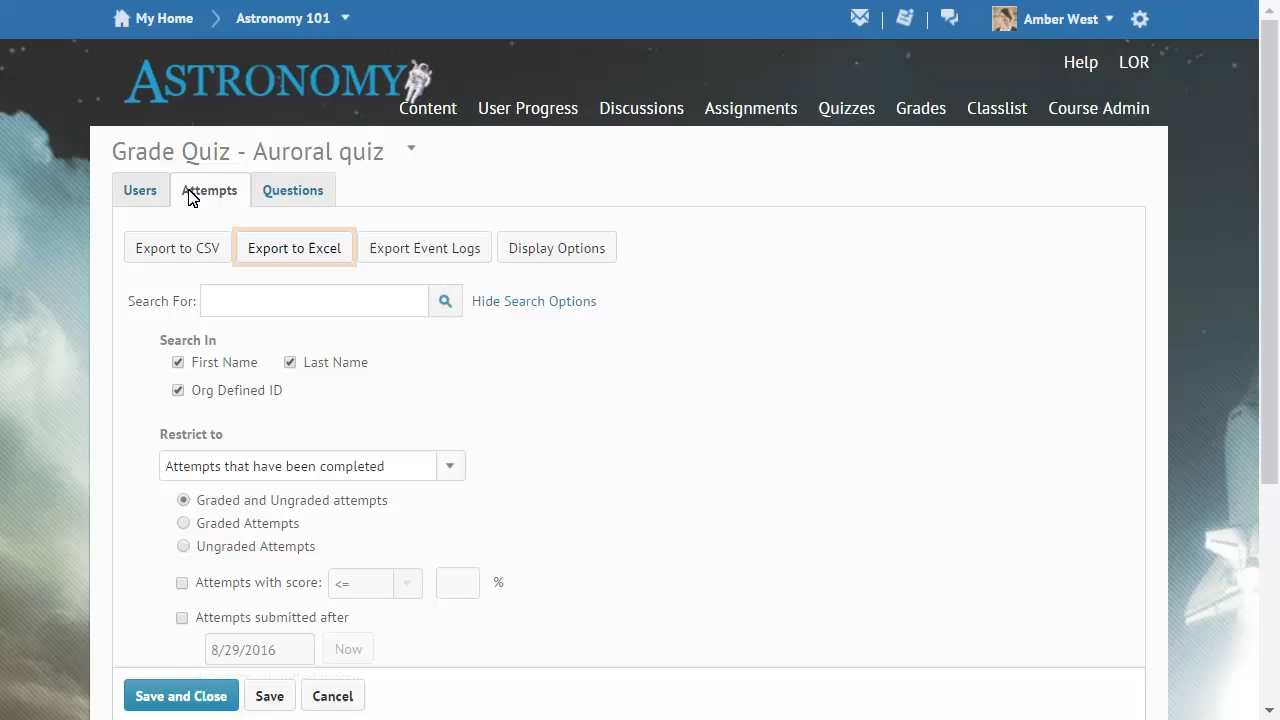 My Home Astronomy 101 Amber West
Help LOR
ASTRONOMY
Content User Progress Discussions Assignments Quizzes Grades Classlist Course Admin
Grade Quiz - Auroral quiz
Users Attempts Questions
Export to CSV Export to Excel Export Event Logs Display Options
Search For: Hide Search Options
Search In
First Name Last Name
Org Defined ID
Restrict to
Attempts that have been completed
Graded and Ungraded attempts
Graded Attempts
Ungraded Attempts
Attempts with score: <= %
Attempts submitted after
8/29/2016 Now
Save and Close Save Cancel